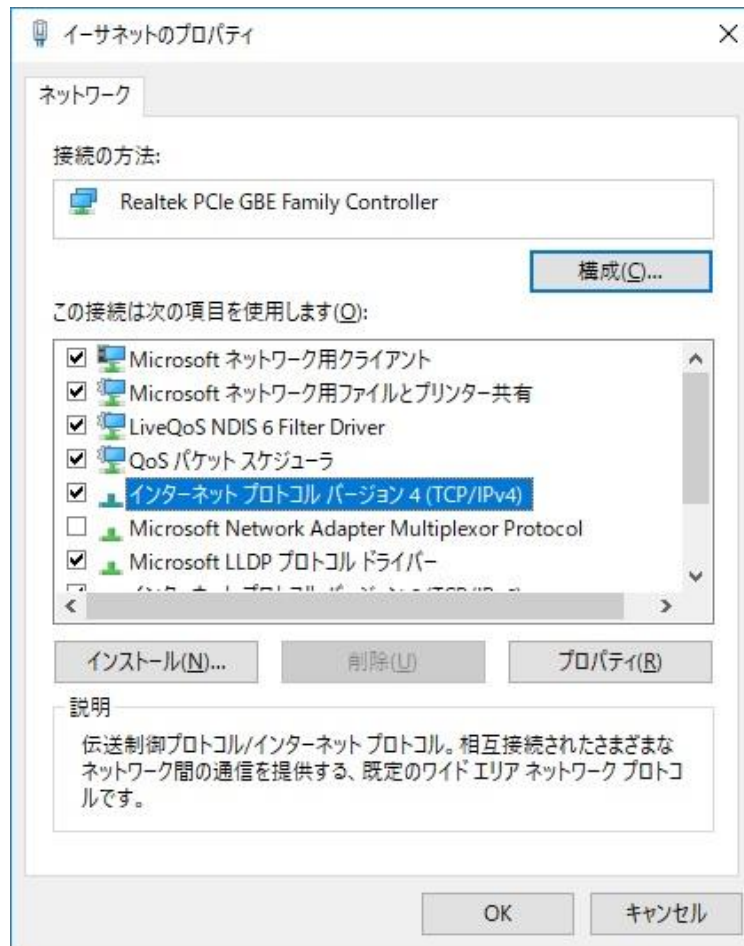 イーサネットのプロパティ
ネットワーク
接続の方法:
Realtek PCIe GBE Family Controller
構成(C)...
この接続は次の項目を使用します(O):
Microsoft ネットワーク用クライアント
Microsoft ネットワーク用ファイルとプリンター共有
LiveQoS NDIS 6 Filter Driver
QoS パケット スケジューラ
インターネット プロトコル バージョン 4 (TCP/IPv4)
Microsoft Network Adapter Multiplexor Protocol
Microsoft LLDP プロトコル ドライバー
インストール(N)...
削除(U)
プロパティ(R)
説明
伝送制御プロトコル/インターネット プロトコル。相互接続されたさまざまな
ネットワーク間の通信を提供する、既定のワイド エリア ネットワーク プロトコ
ルです。
OK
キャンセル